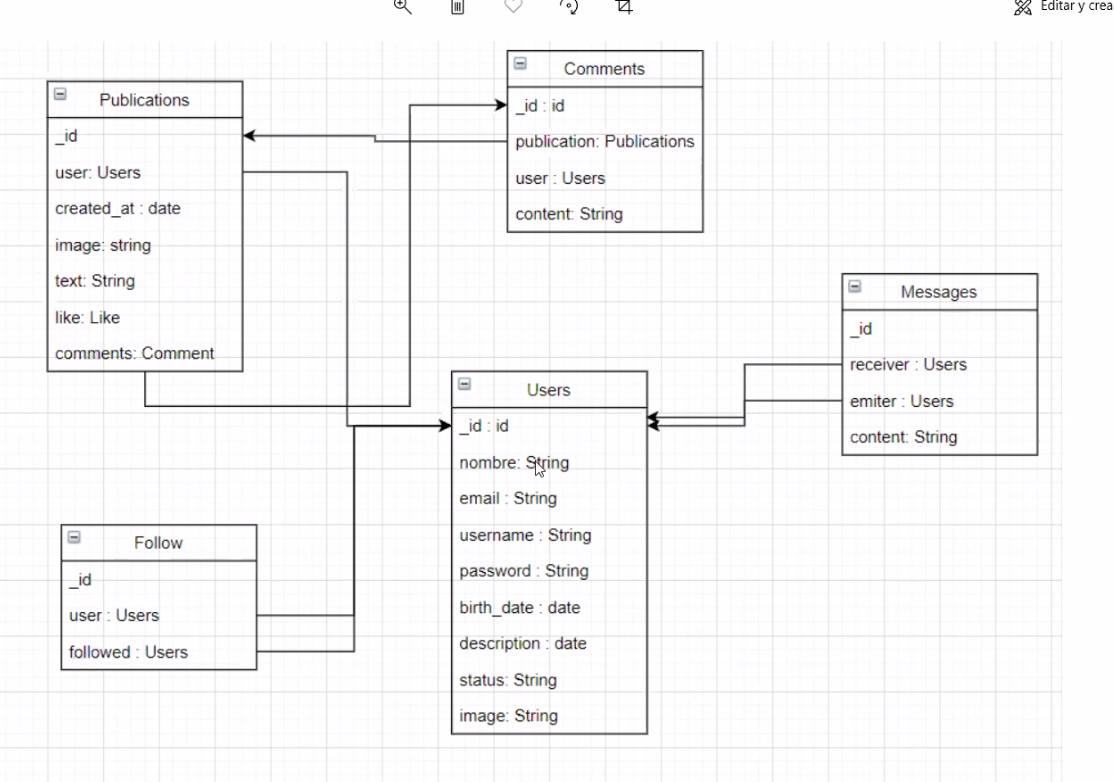 Editar y crea
Publications
_id
user: Users
created_at : date
image: string
text: String
like: Like
comments: Comment
Comments
_id : id
publication: Publications
user : Users
content: String
Messages
_id
receiver : Users
emiter : Users
content: String
Users
_id : id
nombre: String
email : String
username : String
password : String
birth_date : date
description : date
status: String
image: String
Follow
_id
user : Users
followed : Users